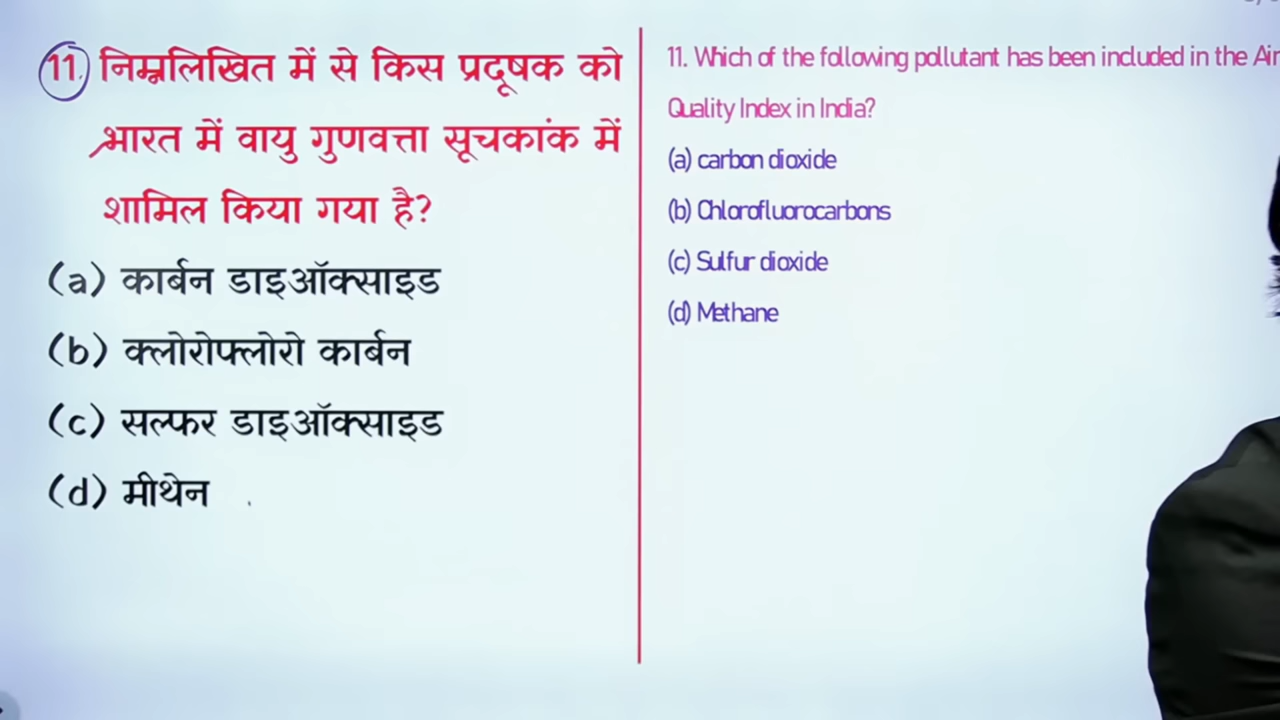 11. निम्नलिखित में से किस प्रदूषक को
भारत में वायु गुणवत्ता सूचकांक में
शामिल किया गया है?
(a) कार्बन डाइऑक्साइड
(b) क्लोरोफ्लोरो कार्बन
(c) सल्फर डाइऑक्साइड
(d) मीथेन
11. Which of the following pollutant has been included in the Air
Quality Index in India?
(a) carbon dioxide
(b) Chlorofluorocarbons
(c) Sulfur dioxide
(d) Methane